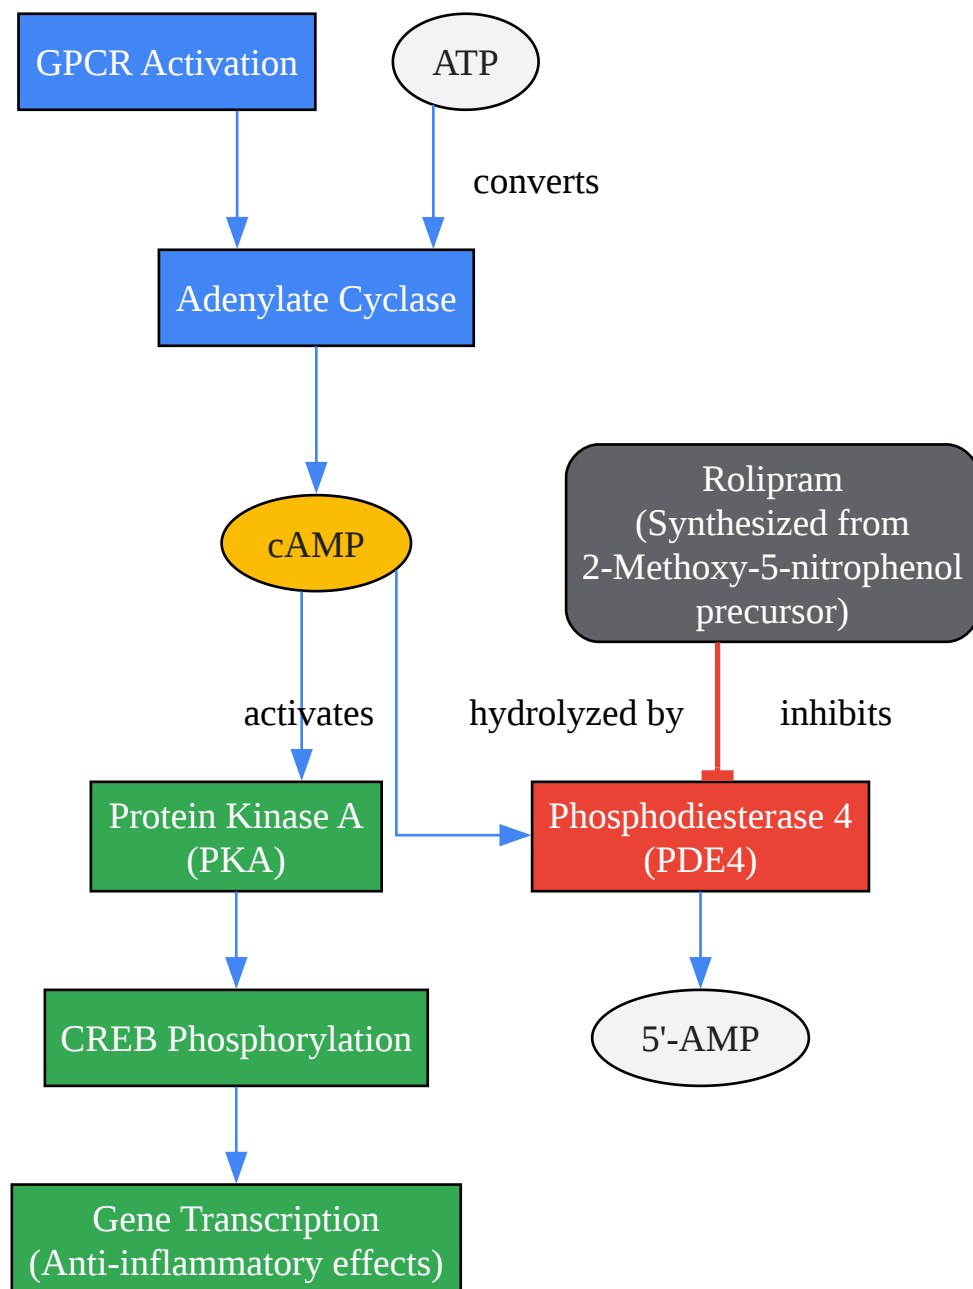 GPCR Activation
ATP
converts
Adenylate Cyclase
cAMP
Rolipram
(Synthesized from
2-Methoxy-5-nitrophenol
precursor)
activates
hydrolyzed by
inhibits
Protein Kinase A
(PKA)
Phosphodiesterase 4
(PDE4)
CREB Phosphorylation
5'-AMP
Gene Transcription
(Anti-inflammatory effects)